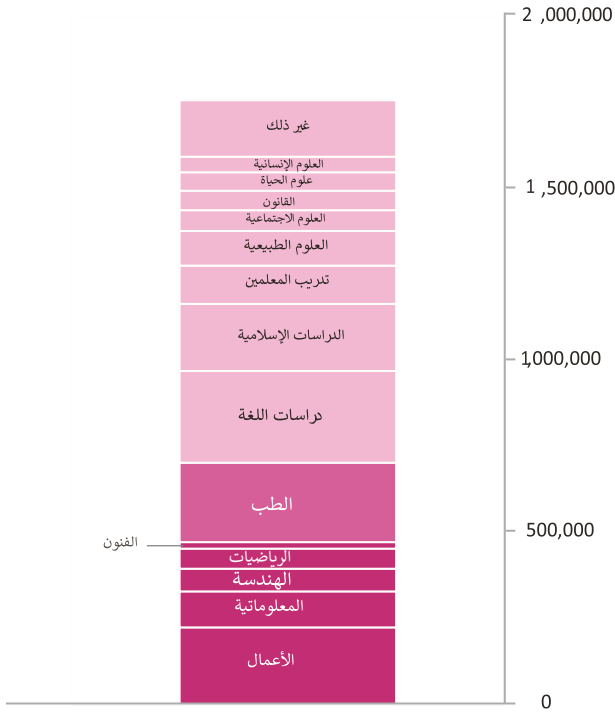 2 ,000,000
غير ذلك
العلوم الإنسانية
علوم الحياة
1 ,500,000
القانون
العلوم الاجتماعية
العلوم الطبيعية
تدريب المعلمين
الدراسات الإسلامية
1,000,000
دراسات اللغة
الطب
500,000
الفنون
الرياضيات
الهندسة
المعلوماتية
الأعمال
0